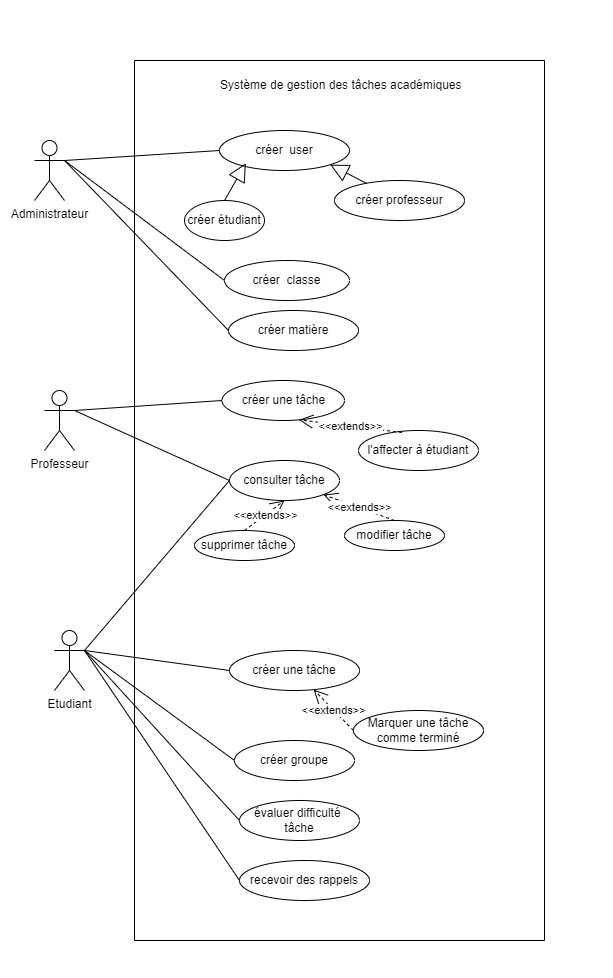 Système de gestion des tâches académiques
créer  user
créer étudiant
créer professeur
Administrateur
créer  classe
créer matière
créer une tâche
<<extends>>
l'affecter à étudiant
Professeur
consulter tâche
<<extends>>
<<extends>>
supprimer tâche
modifier tâche
Etudiant
créer une tâche
<<extends>>
Marquer une tâche
comme terminé
créer groupe
évaluer difficulté
tâche
recevoir des rappels